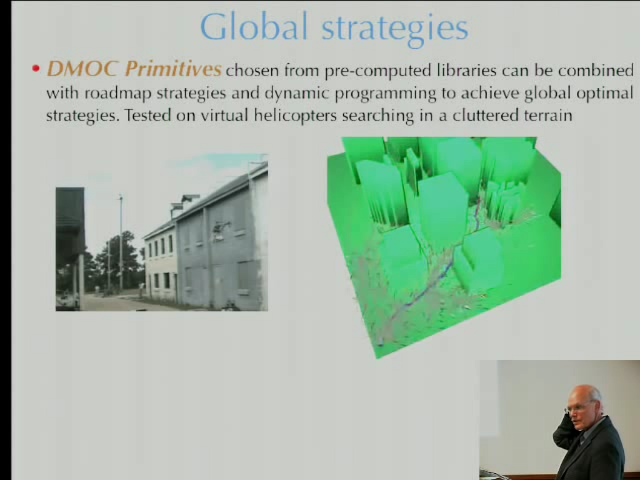 Global strategies
• DMOC Primitives chosen from pre-computed libraries can be combined
with roadmap strategies and dynamic programming to achieve global optimal
strategies. Tested on virtual helicopters searching in a cluttered terrain